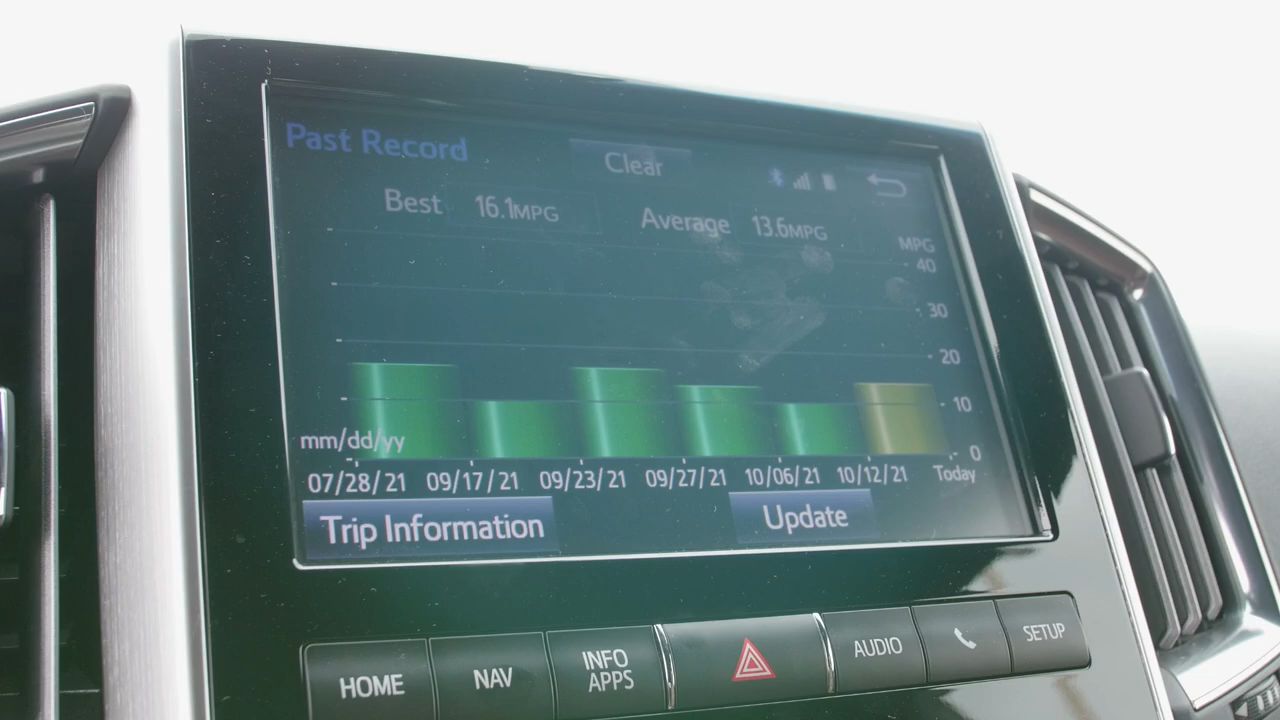 Past Record
Clear
Best 16.1MPG Average 13.6MPG
MPG
40
30
20
10
0
mm/dd/yy
07/28/21 09/17/21 09/23/21 09/27/21 10/06/21 10/12/21 Today
Trip Information Update
HOME NAV INFO APPS AUDIO SETUP